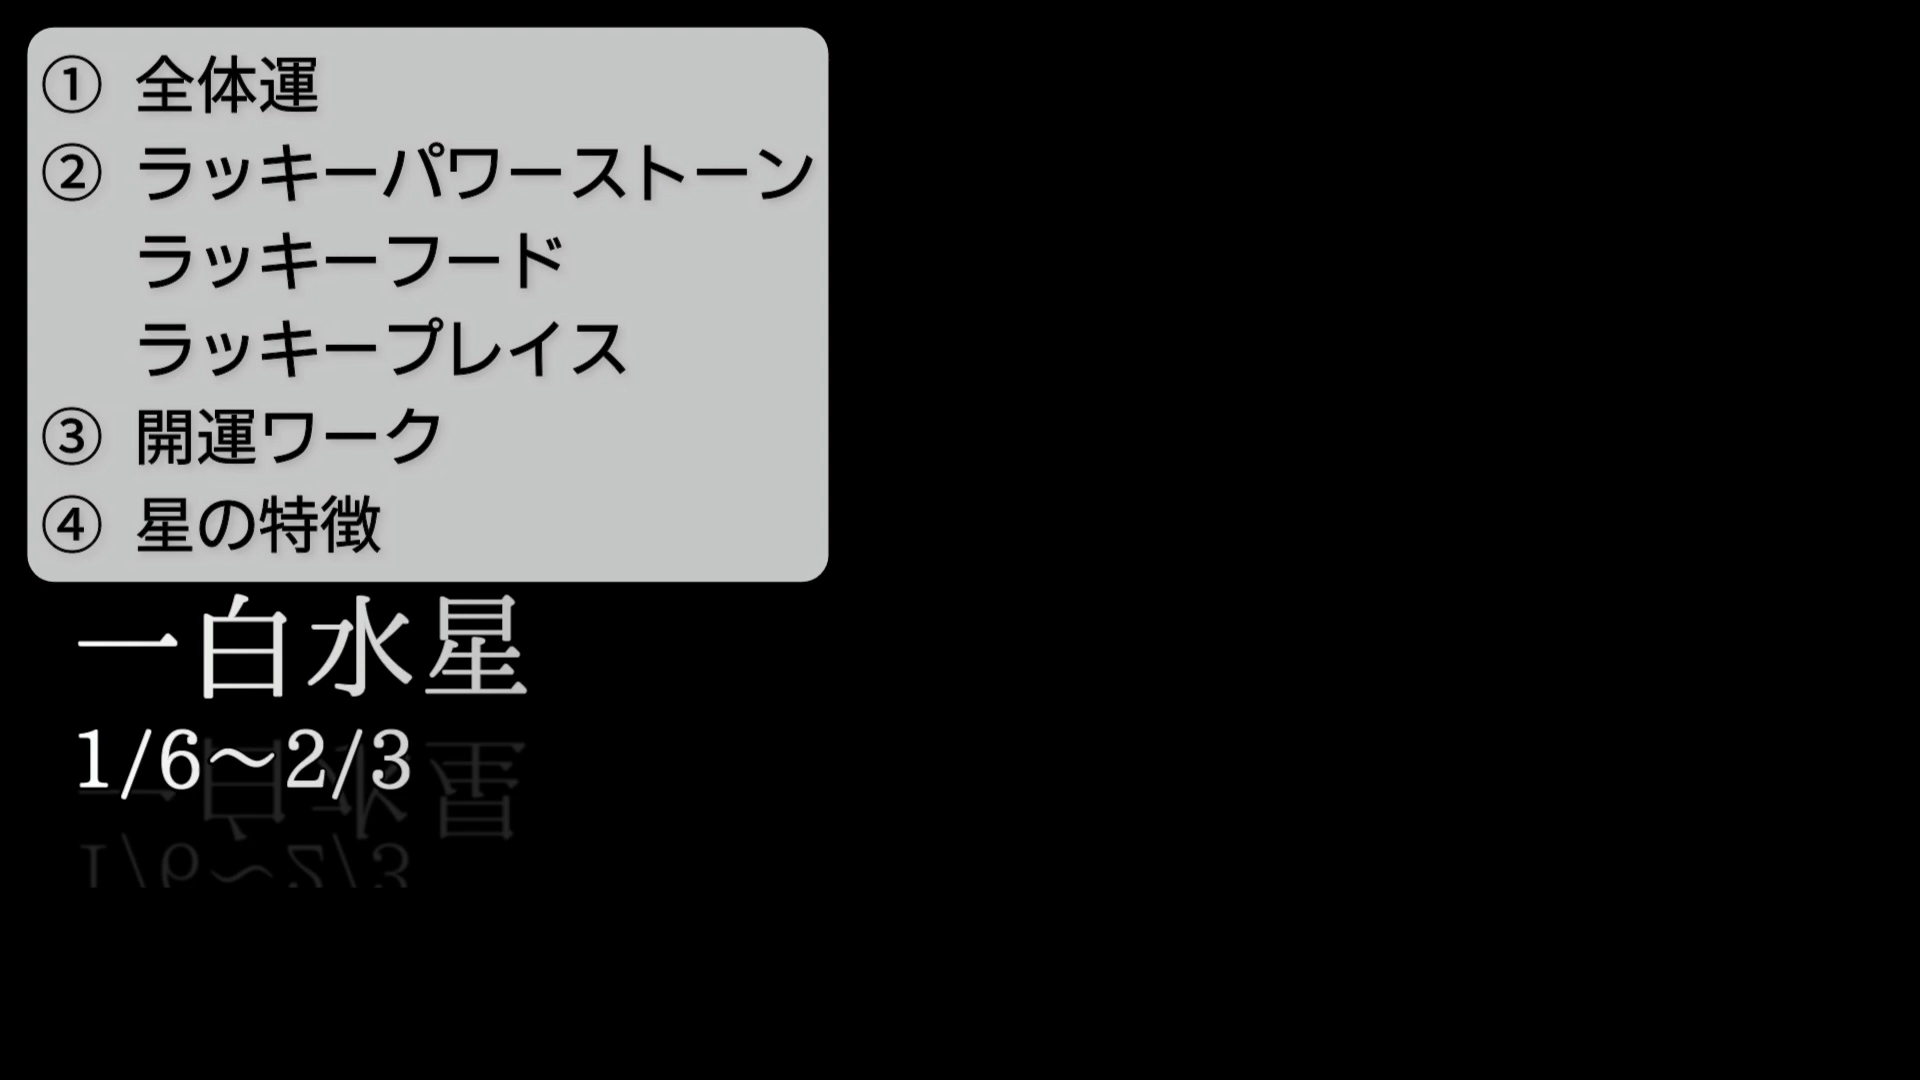 ① 全体運
② ラッキーパワーストーン
ラッキーフード
ラッキープレイス
③ 開運ワーク
④ 星の特徴
一白水星
1/6〜2/3